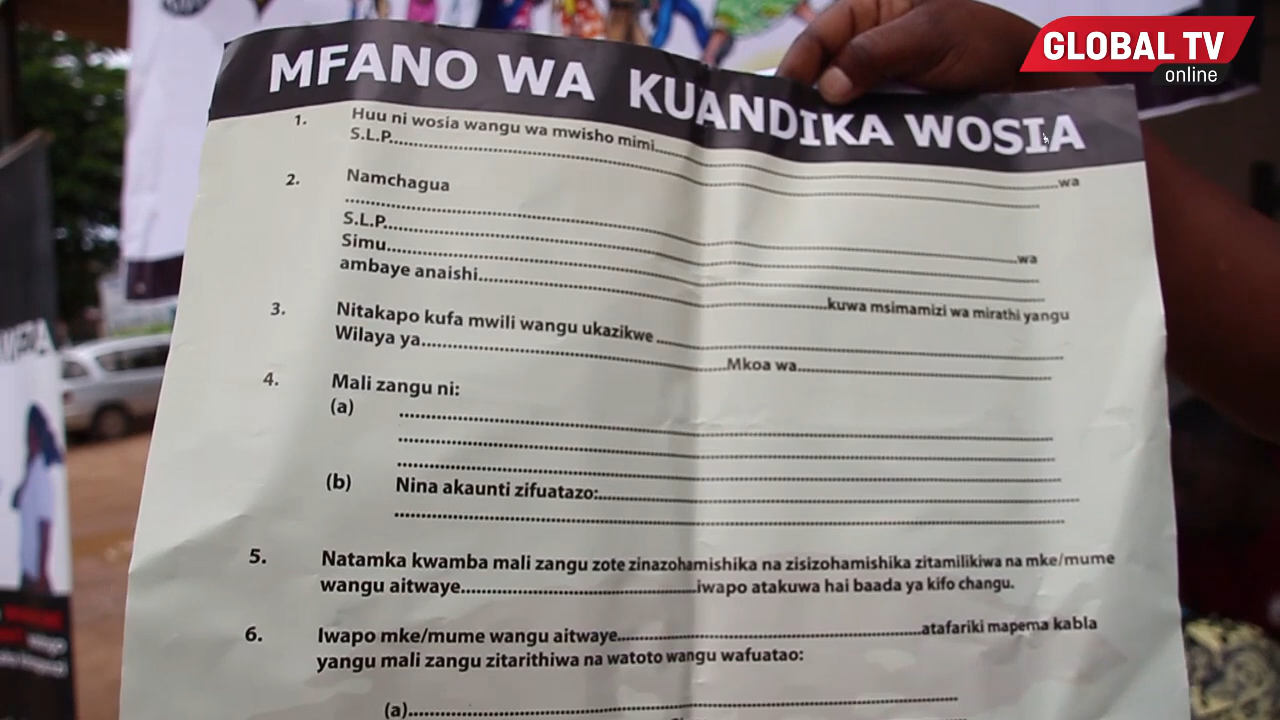 GLOBAL TV
online
MFANO WA KUANDIKA WOSIA
1. Huu ni wosia wangu wa mwisho mimi..........wa
S.L.P..........
2. Namchagua
..........wa
S.L.P..........
Simu..........
ambaye anaishi..........kuwa msimamizi wa mirathi yangu
3. Nitakapo kufa mwili wangu ukazikwe..........
Wilaya ya..........Mkoa wa..........
4. Mali zangu ni:
(a) ..........
..........
..........
(b) Nina akaunti zifuatazo:..........
..........
5. Natamka kwamba mali zangu zote zinazohamishika na zisizohamishika zitamilikiwa na mke/mume
wangu aitwaye..........iwapo atakuwa hai baada ya kifo changu.
6. Iwapo mke/mume wangu aitwaye..........atafariki mapema kabla
yangu mali zangu zitarithiwa na watoto wangu wafuatao:
(a)..........